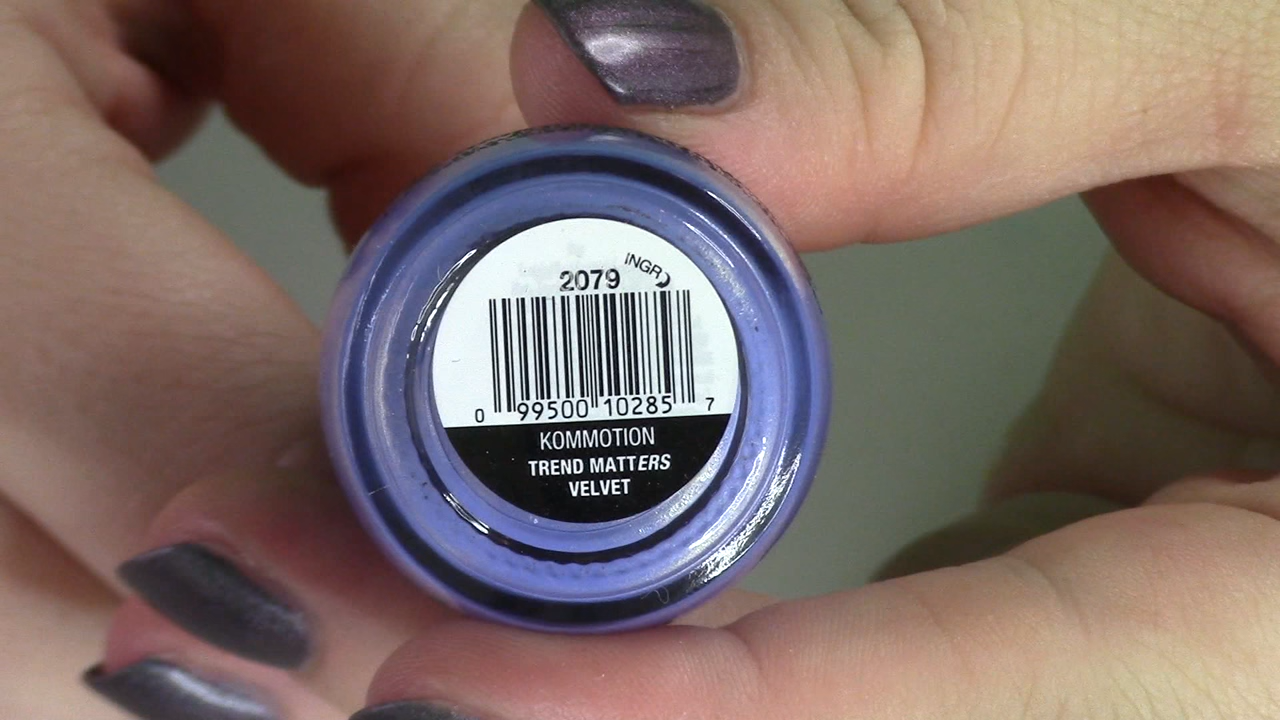 INGR
2079
0 99500 10285 7
KOMMOTION
TREND MATTERS
VELVET